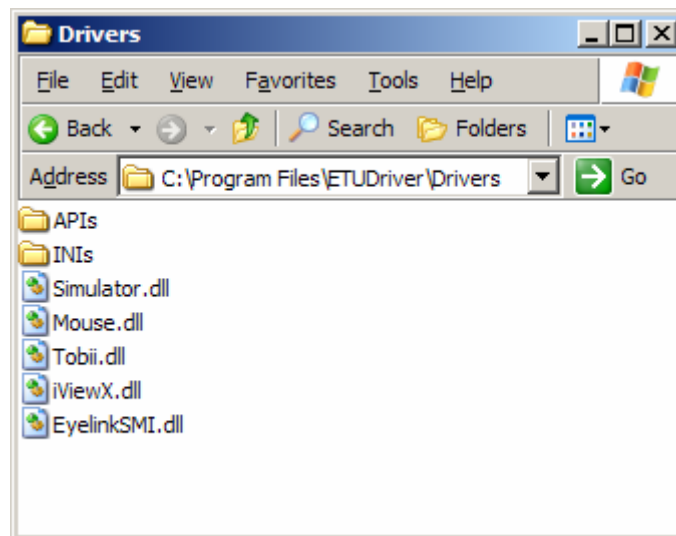 Drivers
File Edit View Favorites Tools Help
Back Search Folders
Address C:\Program Files\ETUDriver\Drivers Go
APIs
INIs
Simulator.dll
Mouse.dll
Tobii.dll
iViewX.dll
EyelinkSMI.dll